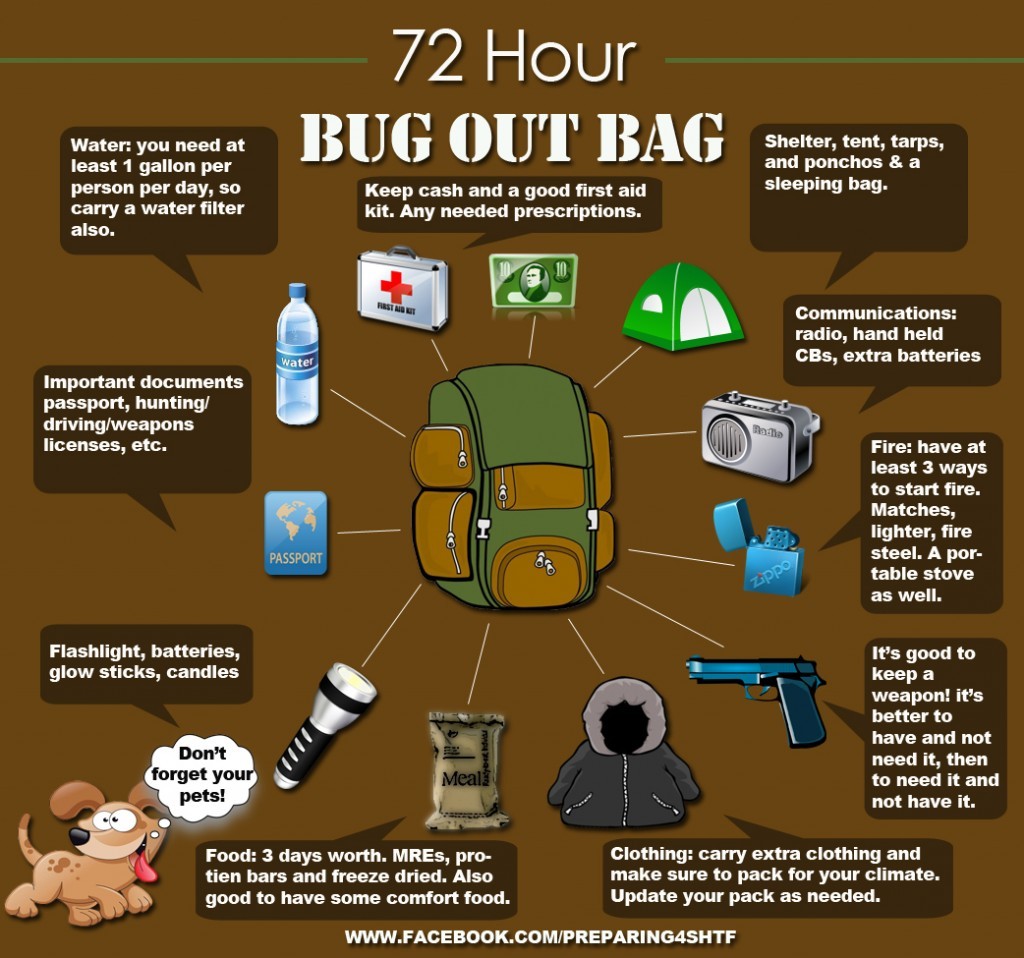 72 Hour
BUG OUT BAG
Water: you need at
least 1 gallon per
person per day, so
carry a water filter
also.
Keep cash and a good first aid
kit. Any needed prescriptions.
Shelter, tent, tarps,
and ponchos & a
sleeping bag.
FIRST AID KIT
10
10
water
Communications:
radio, hand held
CBs, extra batteries
Important documents
passport, hunting/
driving/weapons
licenses, etc.
Radio
Fire: have at
least 3 ways
to start fire.
Matches,
lighter, fire
steel. A por-
table stove
as well.
PASSPORT
zippo
Flashlight, batteries,
glow sticks, candles
It's good to
keep a
weapon! it's
better to
have and not
need it, then
to need it and
not have it.
Don't
forget your
pets!
Meal
Food: 3 days worth. MREs, pro-
tien bars and freeze dried. Also
good to have some comfort food.
Clothing: carry extra clothing and
make sure to pack for your climate.
Update your pack as needed.
WWW.FACEBOOK.COM/PREPARING4SHTF